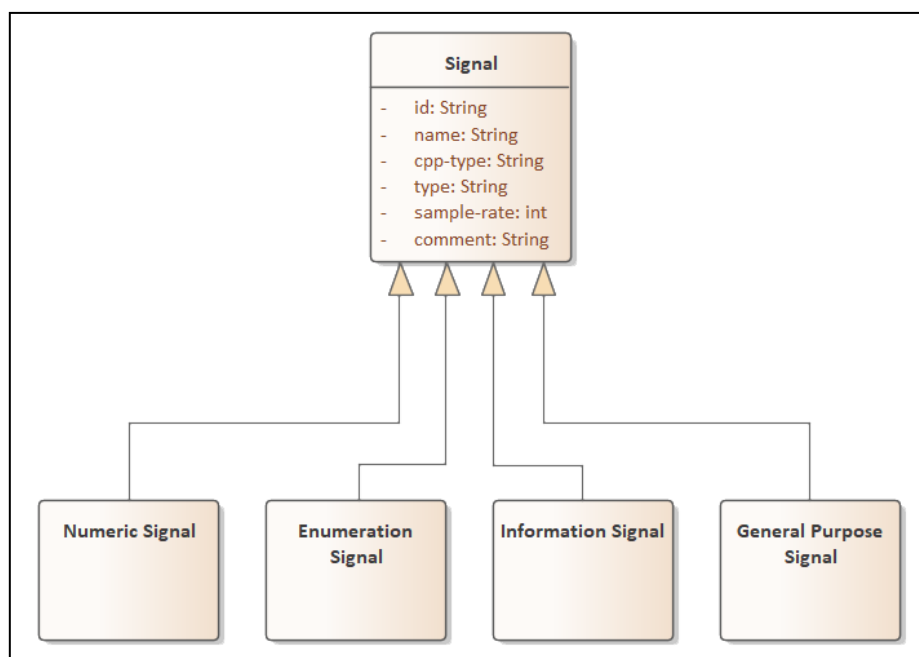 Signal
- id: String
- name: String
- cpp-type: String
- type: String
- sample-rate: int
- comment: String
Numeric Signal
Enumeration
Signal
Information Signal
General Purpose
Signal